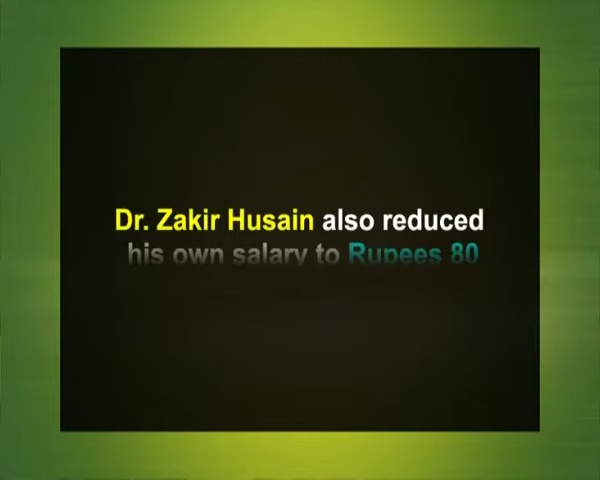 Dr. Zakir Husain also reduced
his own salary to Rupees 80